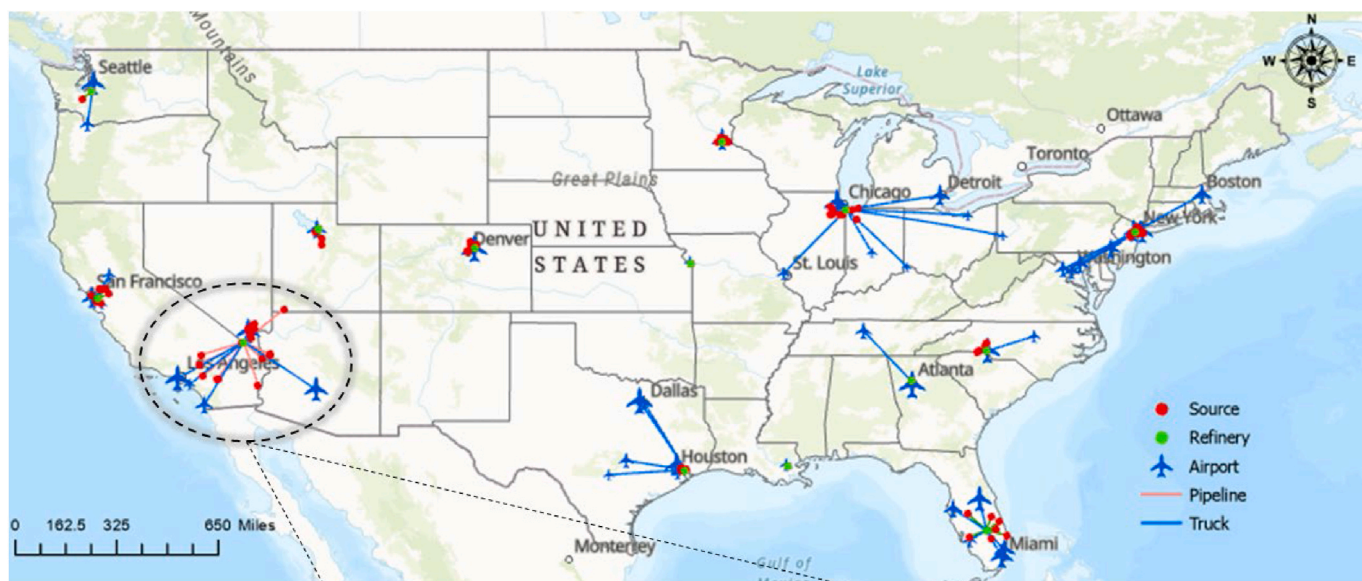 Mountains
N
W E
S
Seattle
Lake
Superior
Ottawa
Toronto
Great Plains
Chicago
Detroit
Boston
New York
Denver
UNITED
STATES
St. Louis
Washington
San Francisco
Los Angeles
Atlanta
Dallas
Houston
Source
Refinery
Airport
Pipeline
Truck
0 162.5 325 650 Miles
Monterrey
Miami
Gulf of